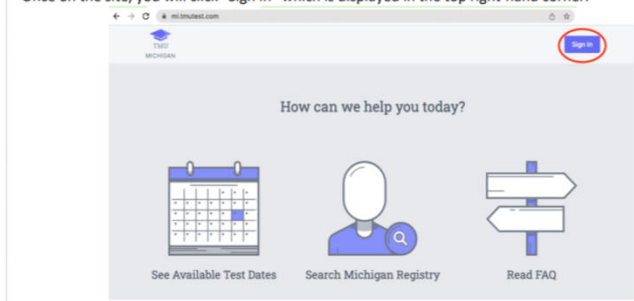 Once on the site, you will click "Sign In" which is displayed in the top right-hand corner.
mi.tmutest.com
TMU
MICHIGAN
Sign In
How can we help you today?
See Available Test Dates
Search Michigan Registry
Read FAQ